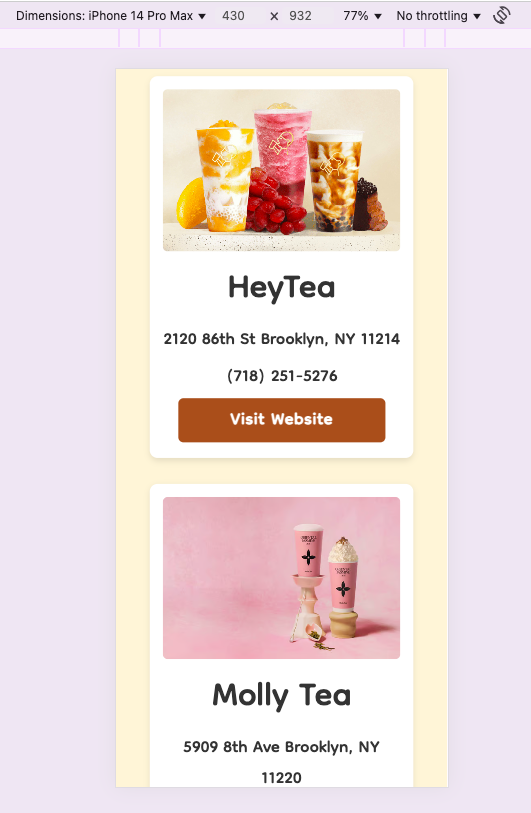 Dimensions: iPhone 14 Pro Max ▼ 430 × 932 77% ▼ No throttling ▼
HeyTea
2120 86th St Brooklyn, NY 11214
(718) 251-5276
Visit Website
Molly Tea
5909 8th Ave Brooklyn, NY
11220